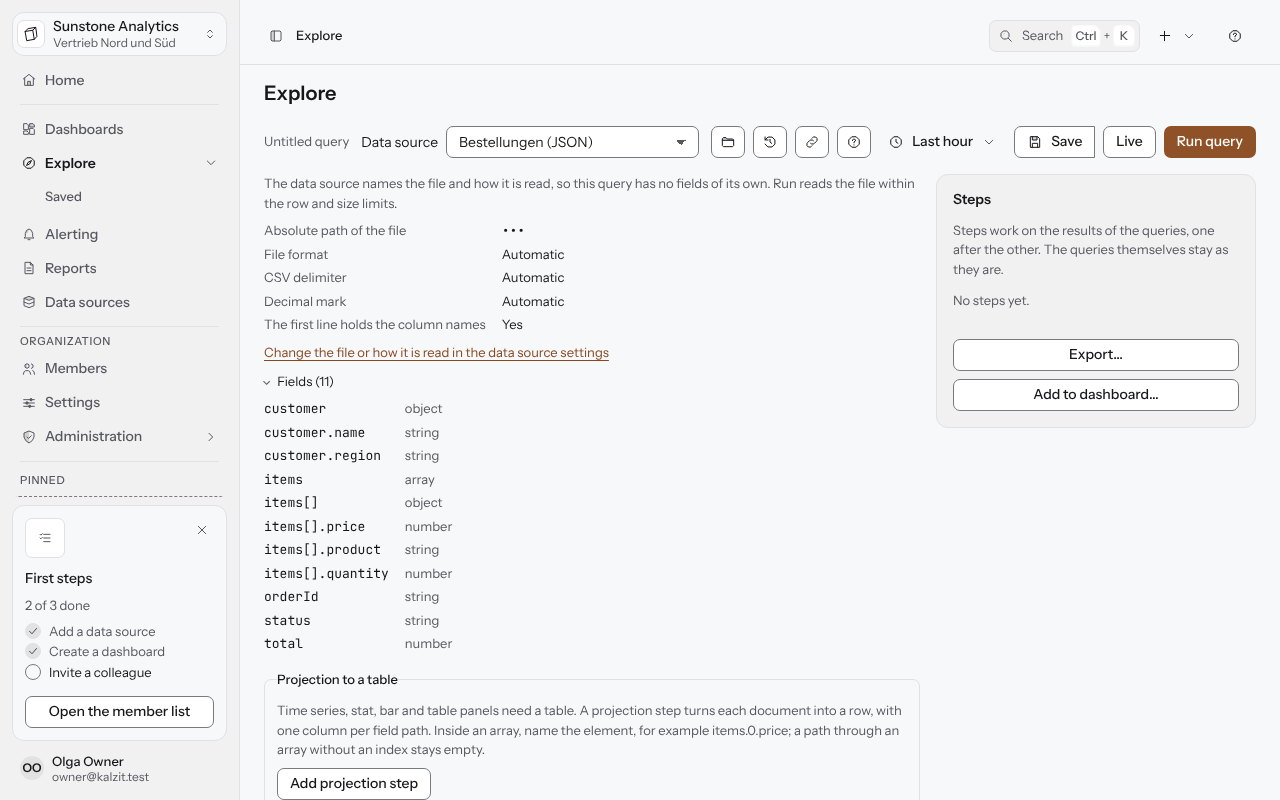 Sunstone Analytics
Vertrieb Nord und Süd
Home
Dashboards
Explore
Saved
Alerting
Reports
Data sources
ORGANIZATION
Members
Settings
Administration
PINNED
First steps
2 of 3 done
Add a data source
Create a dashboard
Invite a colleague
Open the member list
OO
Olga Owner
owner@kalzit.test
Explore
Search Ctrl + K
Explore
Untitled query Data source Bestellungen (JSON) Last hour Save Live Run query
The data source names the file and how it is read, so this query has no fields of its own. Run reads the file within
the row and size limits.
Absolute path of the file •••
File format Automatic
CSV delimiter Automatic
Decimal mark Automatic
The first line holds the column names Yes
Change the file or how it is read in the data source settings
Fields (11)
customer object
customer.name string
customer.region string
items array
items[] object
items[].price number
items[].product string
items[].quantity number
orderId string
status string
total number
Projection to a table
Time series, stat, bar and table panels need a table. A projection step turns each document into a row, with
one column per field path. Inside an array, name the element, for example items.0.price; a path through an
array without an index stays empty.
Add projection step
Steps
Steps work on the results of the queries, one
after the other. The queries themselves stay as
they are.
No steps yet.
Export...
Add to dashboard...